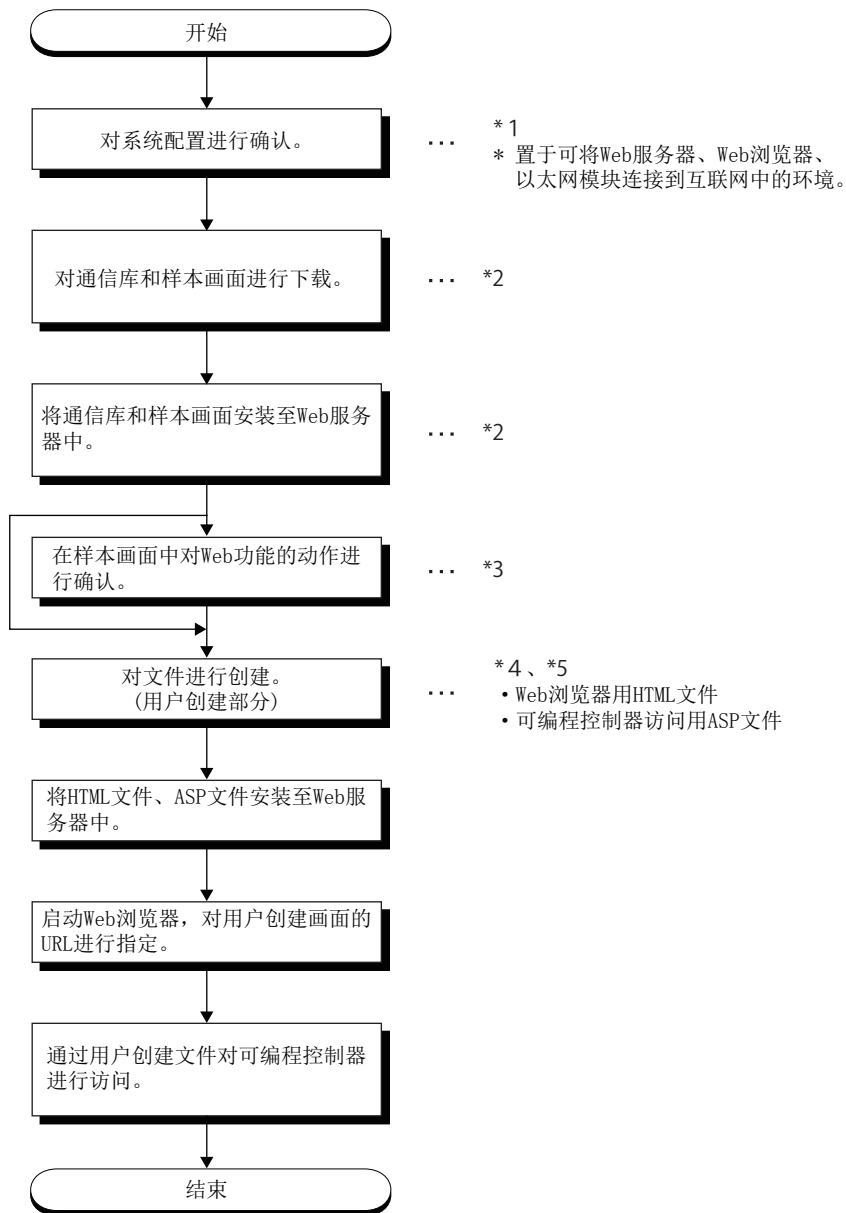 开始
对系统配置进行确认。
... *1
* 置于可将Web服务器、Web浏览器、
以太网模块连接到互联网中的环境。
对通信库和样本画面进行下载。
... *2
将通信库和样本画面安装至Web服务
器中。
... *2
在样本画面中对Web功能的动作进
行确认。
... *3
对文件进行创建。
(用户创建部分)
... *4、*5
・Web浏览器用HTML文件
・可编程控制器访问用ASP文件
将HTML文件、ASP文件安装至Web服
务器中。
启动Web浏览器，对用户创建画面的
URL进行指定。
通过用户创建文件对可编程控制器
进行访问。
结束